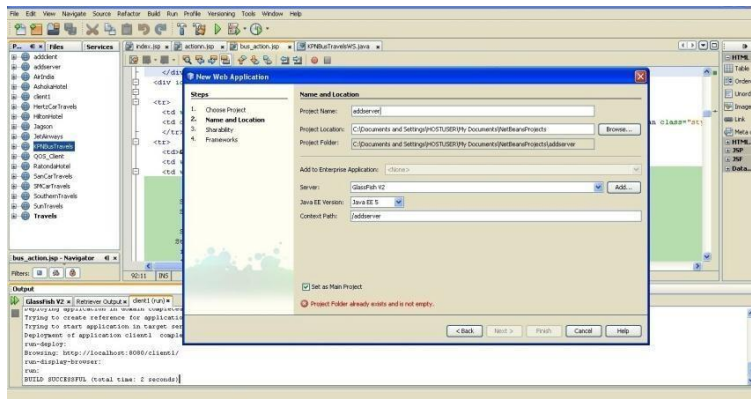 File Edit View Navigate Source Refactor Build Run Profile Versioning Tools Window Help
Files Services
index.jsp actionn.jsp bus_action.jsp KPNBusTravelsWS.java
addclient
addserver
AirIndia
AshokaHotel
client1
HertzCarTravels
HiltonHotel
Jagson
JetAirways
KPNBusTravels
QOS_Client
RatondaHotel
SanCarTravels
SMCarTravels
SouthernTravels
SunTravels
Travels
bus_action.jsp - Navigator
Filters:
<tr>
</tr>
<tr>
92:11 INS
New Web Application
Steps
1. Choose Project
2. Name and Location
3. Sharability
4. Frameworks
Name and Location
Project Name: addserver
Project Location: C:\Documents and Settings\HOSTUSER\My Documents\NetBeansProjects Browse...
Project Folder: C:\Documents and Settings\HOSTUSER\My Documents\NetBeansProjects\addserver
Add to Enterprise Application: <None>
Server: GlassFish V2 Add...
Java EE Version: Java EE 5
Context Path: /addserver
Set as Main Project
Project Folder already exists and is not empty.
< Back Next > Finish Cancel Help
HTML
Table
Link
JSP
JSF
Output
GlassFish V2 Retriever Output client1 (run)
Trying to create reference for applicatio
Trying to start application in target ser
Deployment of application client1 comple
run-deploy:
Browsing: http://localhost:8080/client1/
run-display-browser:
run:
BUILD SUCCESSFUL (total time: 2 seconds)